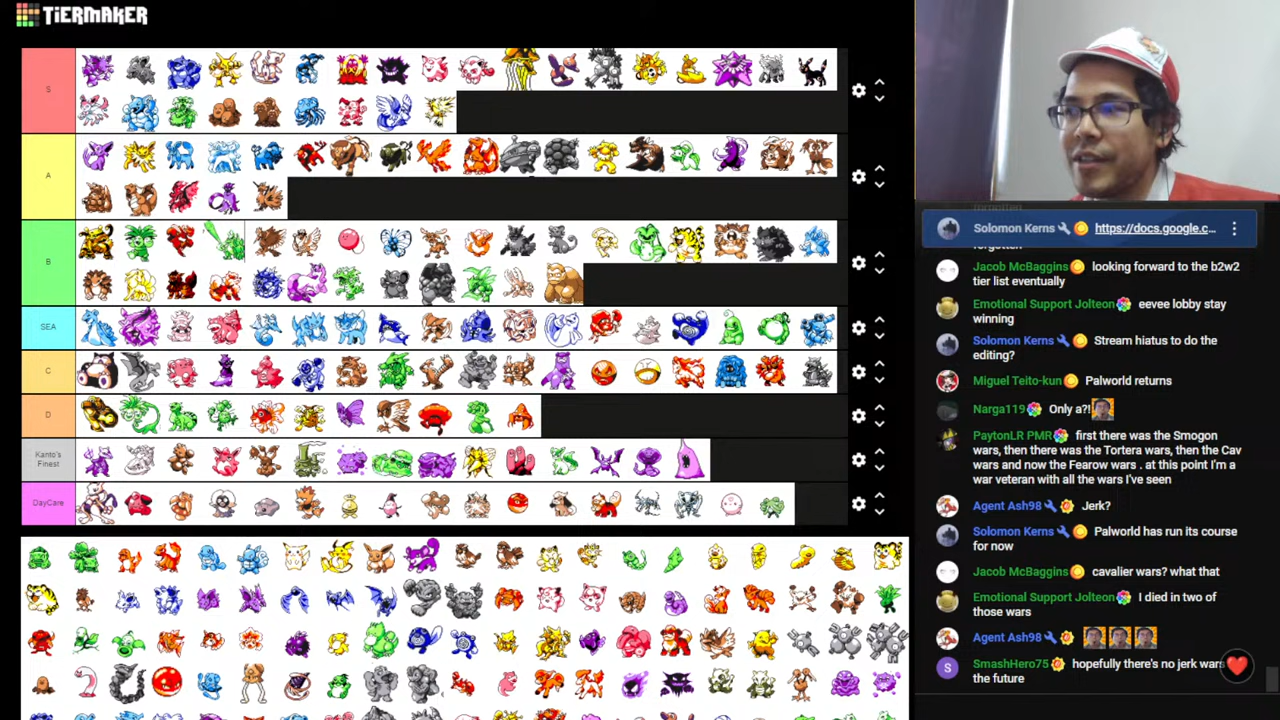 TiERMAKER
S
A
B
SEA
C
D
Kanto's
Finest
DayCare
Solomon Kerns https://docs.google.c...
forgotten
Jacob McBaggins looking forward to the b2w2
tier list eventually
Emotional Support Jolteon eevee lobby stay
winning
Solomon Kerns Stream hiatus to do the
editing?
Miguel Teito-kun Palworld returns
Narga119 Only a?!
PaytonLR PMR first there was the Smogon
wars, then there was the Tortera wars, then the Cav
wars and now the Fearow wars . at this point I'm a
war veteran with all the wars I've seen
Agent Ash98 Jerk?
Solomon Kerns Palworld has run its course
for now
Jacob McBaggins cavalier wars? what that
Emotional Support Jolteon I died in two of
those wars
Agent Ash98
S SmashHero75 hopefully there's no jerk wars
the future